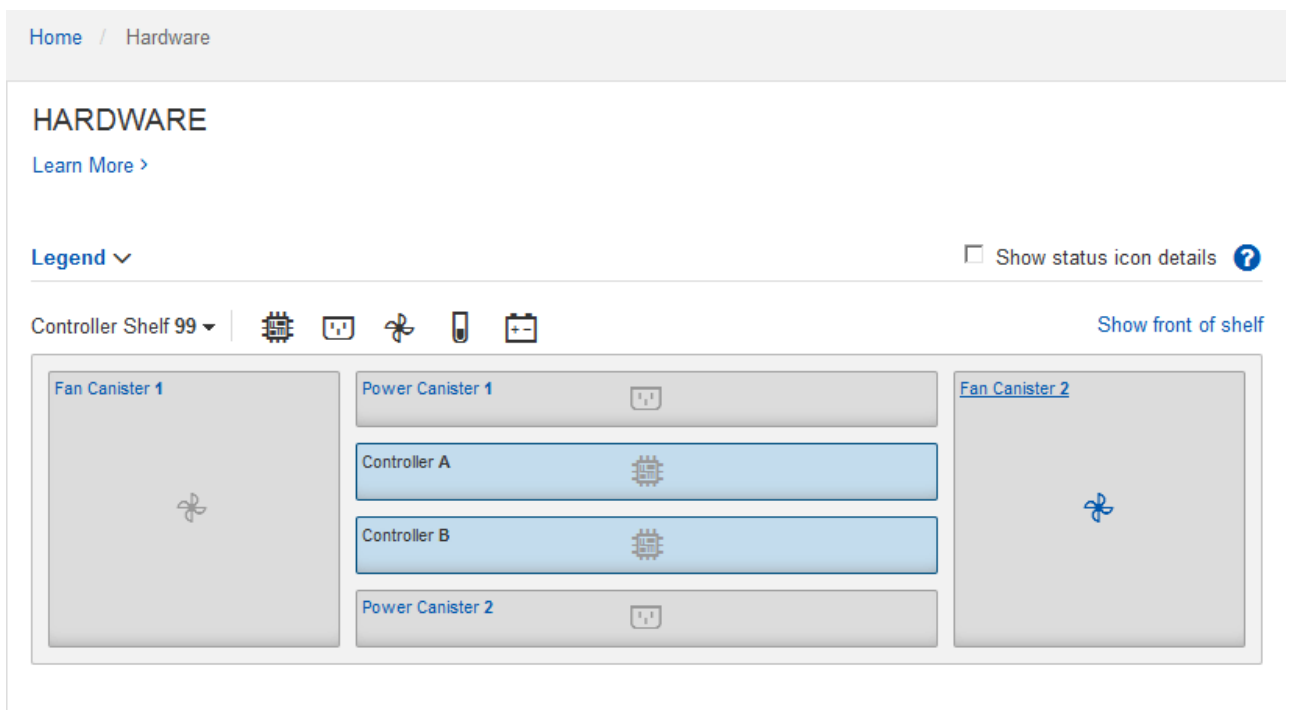 Home / Hardware
HARDWARE
Learn More >
Legend
Show status icon details ?
Controller Shelf 99
Show front of shelf
Fan Canister 1
Power Canister 1
Fan Canister 2
Controller A
Controller B
Power Canister 2